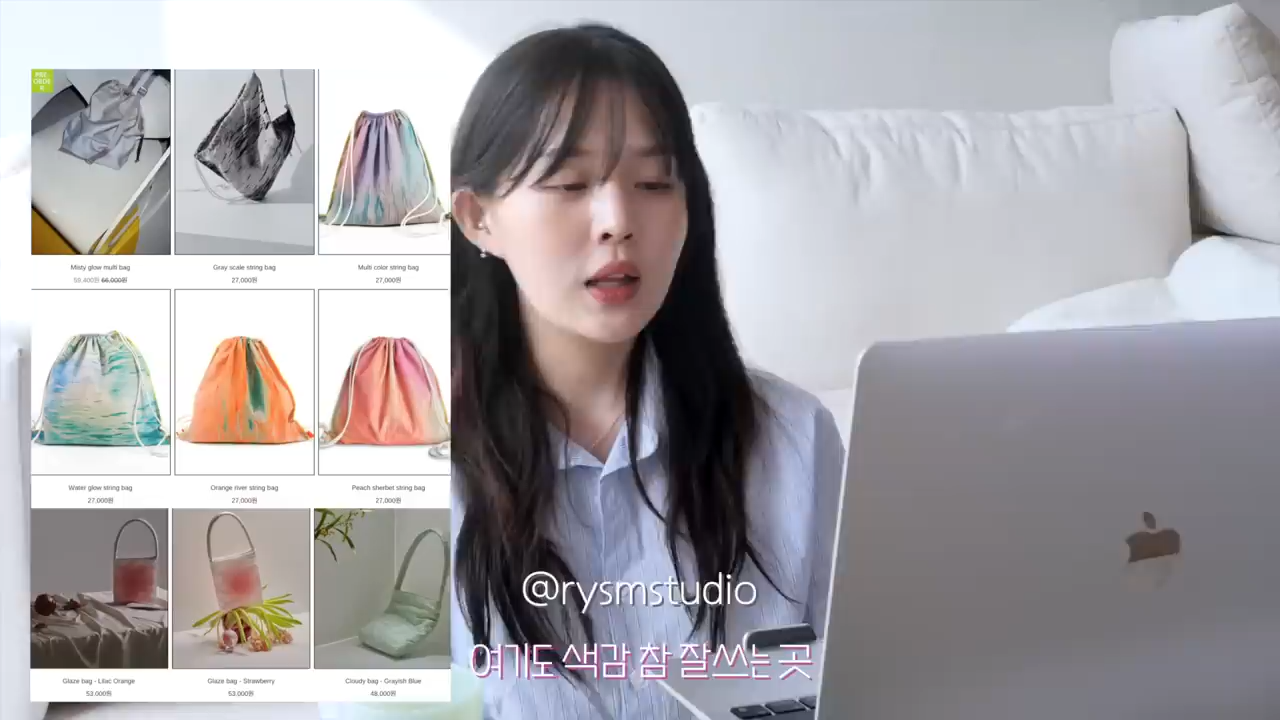 PRE-
ORDE
R
Misty glow multi bag
59,400원 66,000원
Gray scale string bag
27,000원
Multi color string bag
27,000원
Water glow string bag
27,000원
Orange river string bag
27,000원
Peach sherbet string bag
27,000원
Glaze bag - Lilac Orange
53,000원
Glaze bag - Strawberry
53,000원
Cloudy bag - Grayish Blue
48,000원
@rysmstudio
여기도 색감 참 잘쓰는 곳